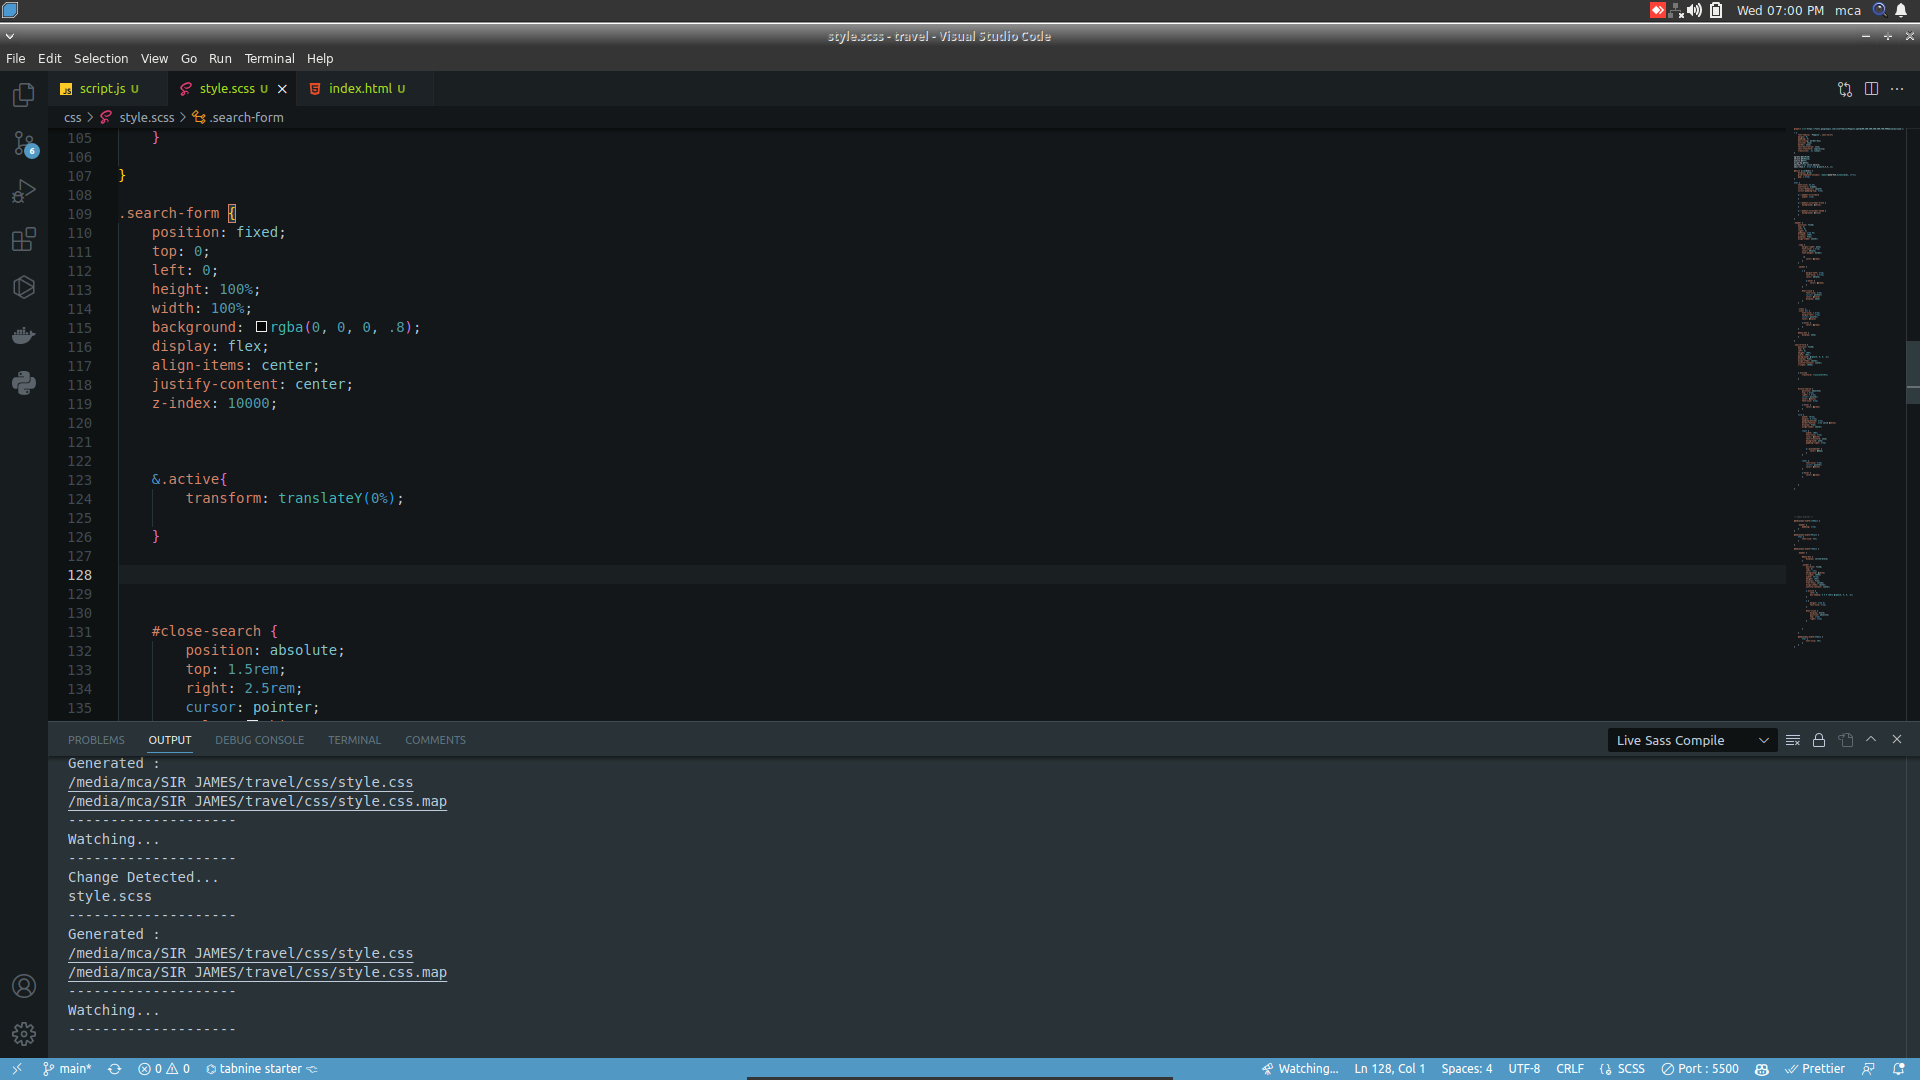 Wed 07:00 PM mca
style.scss - travel - Visual Studio Code
File Edit Selection View Go Run Terminal Help
script.js U style.scss U index.html U
css > style.scss > .search-form
105 }
106
107 }
108
109 .search-form {
110 position: fixed;
111 top: 0;
112 left: 0;
113 height: 100%;
114 width: 100%;
115 background: rgba(0, 0, 0, .8);
116 display: flex;
117 align-items: center;
118 justify-content: center;
119 z-index: 10000;
120
121
122
123 &.active{
124 transform: translateY(0%);
125
126 }
127
128
129
130
131 #close-search {
132 position: absolute;
133 top: 1.5rem;
134 right: 2.5rem;
135 cursor: pointer;
6
PROBLEMS OUTPUT DEBUG CONSOLE TERMINAL COMMENTS Live Sass Compile
Generated :
/media/mca/SIR JAMES/travel/css/style.css
/media/mca/SIR JAMES/travel/css/style.css.map
--------------------
Watching...
--------------------
Change Detected...
style.scss
--------------------
Generated :
/media/mca/SIR JAMES/travel/css/style.css
/media/mca/SIR JAMES/travel/css/style.css.map
--------------------
Watching...
--------------------
main* 0 0 tabnine starter Watching... Ln 128, Col 1 Spaces: 4 UTF-8 CRLF SCSS Port : 5500 Prettier